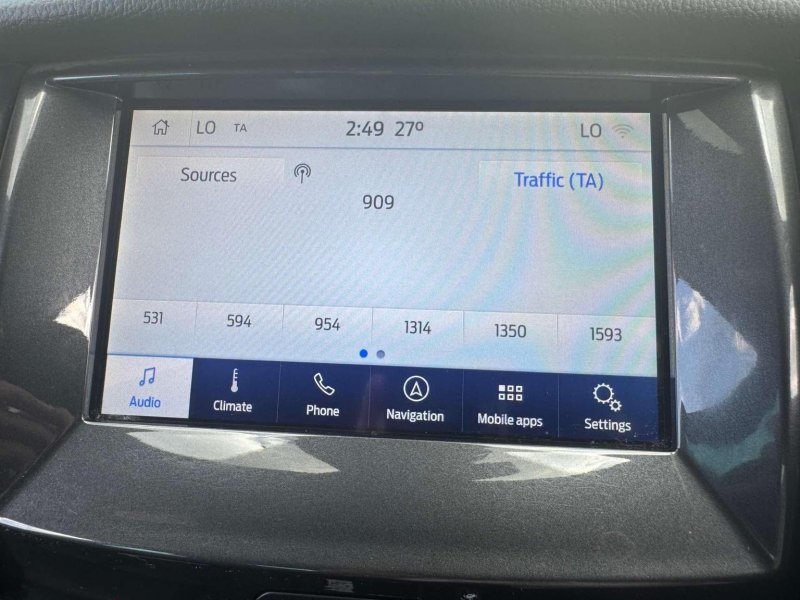 LO TA 2:49 27º LO
Sources Traffic (TA)
909
531 594 954 1314 1350 1593
Audio Climate Phone Navigation Mobile apps Settings